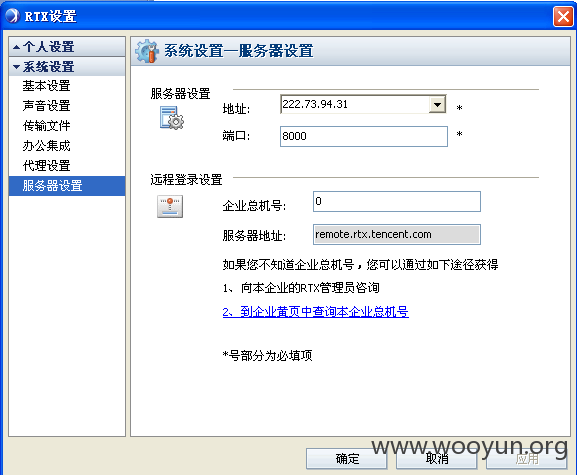 RTX设置
个人设置
系统设置
基本设置
声音设置
传输文件
办公集成
代理设置
服务器设置
系统设置—服务器设置
服务器设置
地址: 222.73.94.31 *
端口: 8000 *
远程登录设置
企业总机号: 0
服务器地址: remote.rtx.tencent.com
如果您不知道企业总机号，您可以通过如下途径获得
1、向本企业的RTX管理员咨询
2、到企业黄页中查询本企业总机号
*号部分为必填项
确定 取消 应用
www.wooyun.org